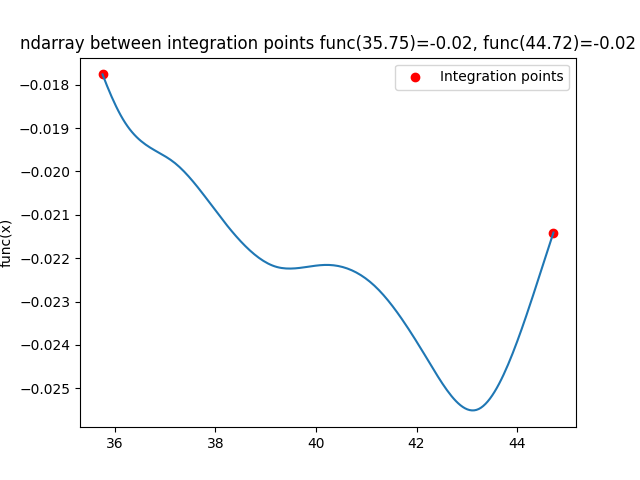 ndarray between integration points func(35.75)=-0.02, func(44.72)=-0.02
Integration points
func(x)
−0.018
−0.019
−0.020
−0.021
−0.022
−0.023
−0.024
−0.025
36 38 40 42 44